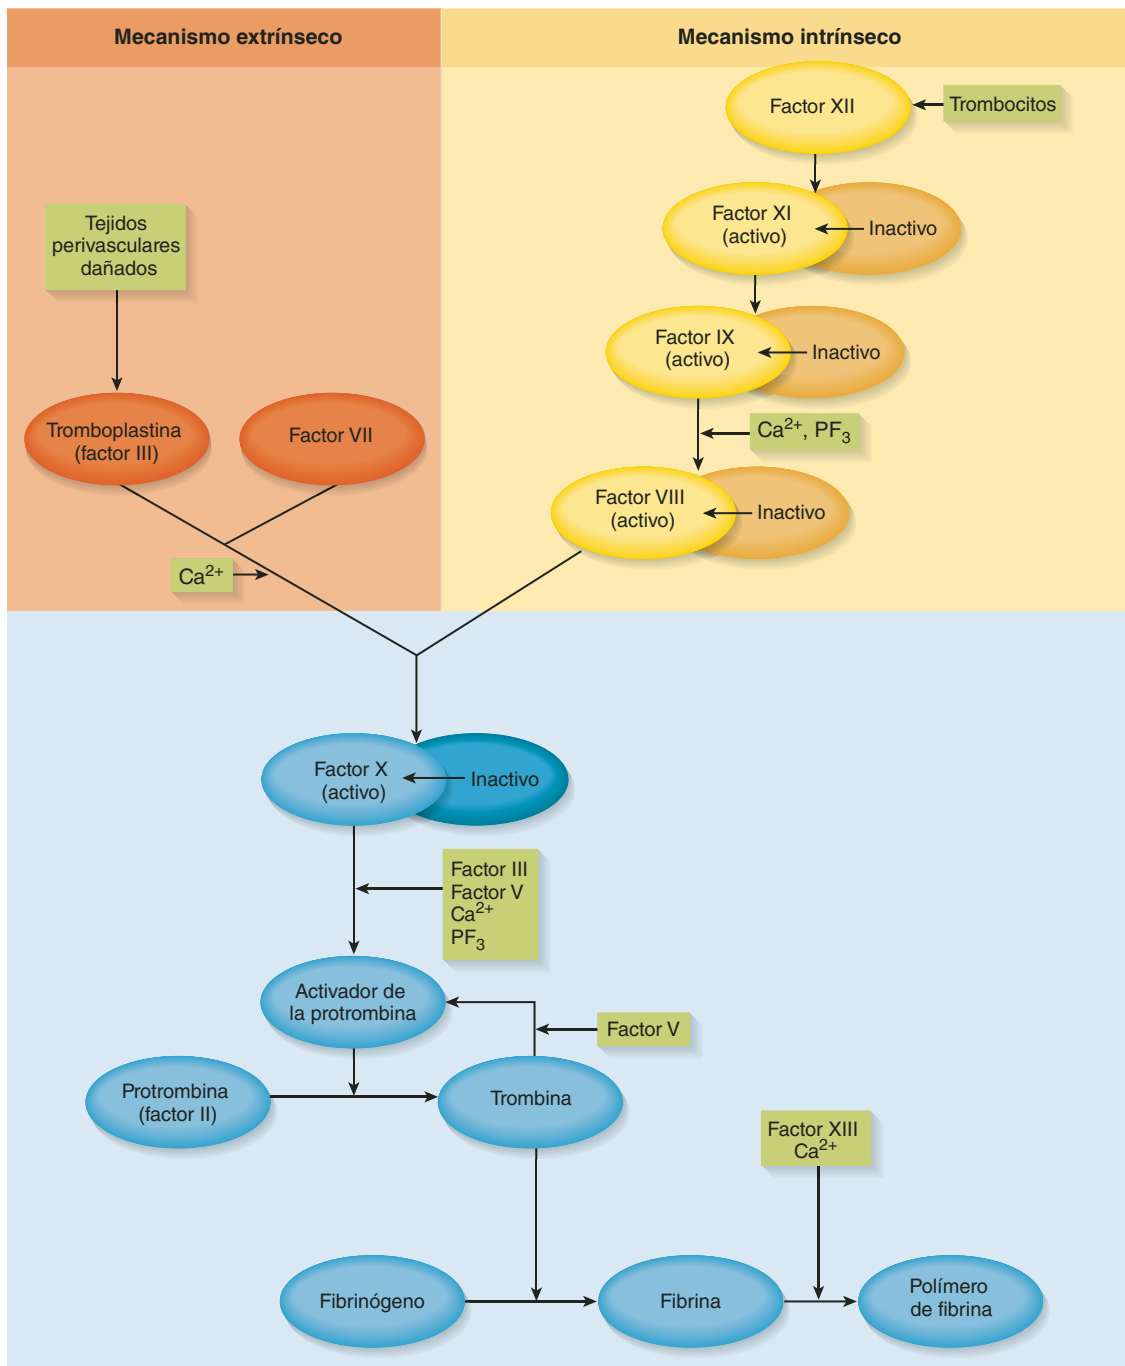 Mecanismo extrínseco
Mecanismo intrínseco
Factor XII
Trombocitos
Factor XI
(activo)
Inactivo
Tejidos
perivasculares
dañados
Factor IX
(activo)
Inactivo
Tromboplastina
(factor III)
Factor VII
Ca2+, PF3
Factor VIII
(activo)
Inactivo
Ca2+
Factor X
(activo)
Inactivo
Factor III
Factor V
Ca2+
PF3
Activador de
la protrombina
Factor V
Protrombina
(factor II)
Trombina
Factor XIII
Ca2+
Fibrinógeno
Fibrina
Polímero
de fibrina